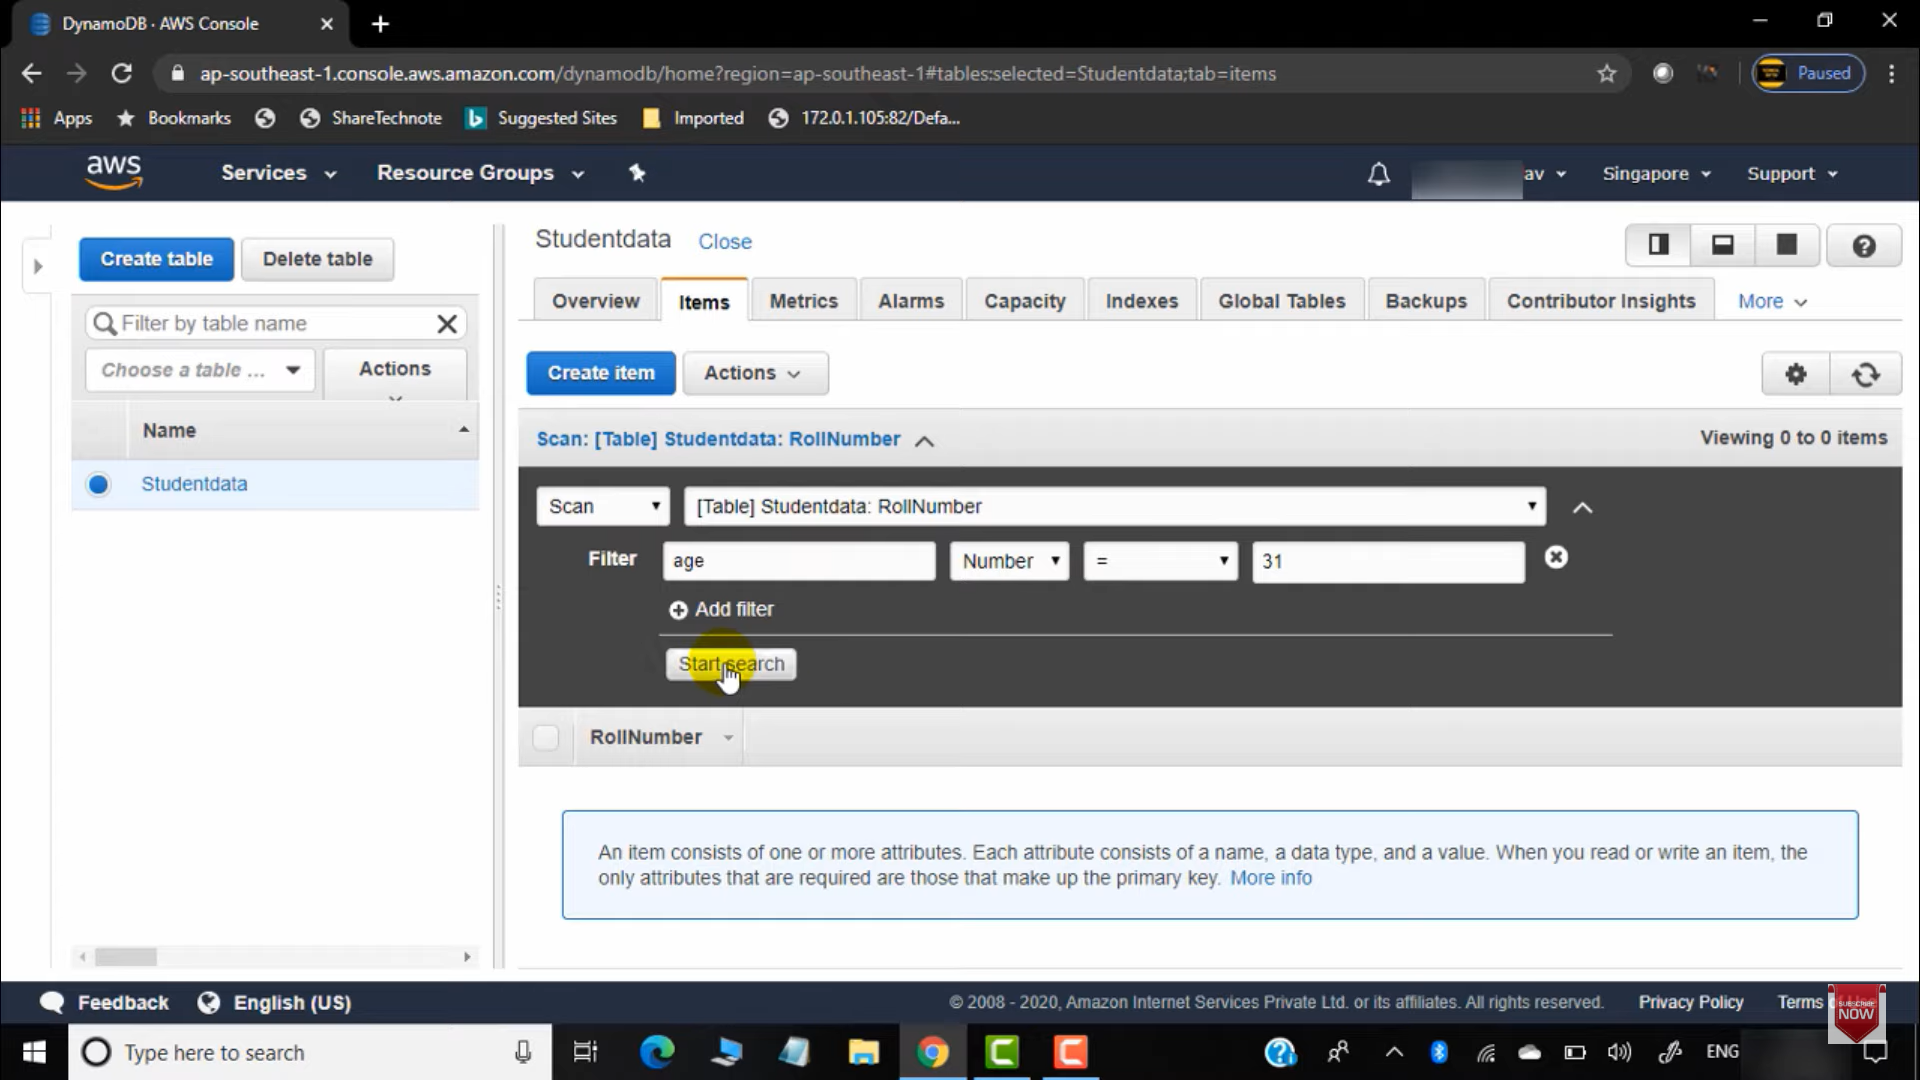 DynamoDB · AWS Console
ap-southeast-1.console.aws.amazon.com/dynamodb/home?region=ap-southeast-1#tables:selected=Studentdata;tab=items
Paused
Apps
Bookmarks
ShareTechnote
Suggested Sites
Imported
172.0.1.105:82/Defa...
aws
Services
Resource Groups
av
Singapore
Support
Create table
Delete table
Filter by table name
Choose a table ...
Actions
Name
Studentdata
Studentdata
Close
Overview
Items
Metrics
Alarms
Capacity
Indexes
Global Tables
Backups
Contributor Insights
More
Create item
Actions
Scan: [Table] Studentdata: RollNumber
Viewing 0 to 0 items
Scan
[Table] Studentdata: RollNumber
Filter
age
Number
=
31
Add filter
Start search
RollNumber
An item consists of one or more attributes. Each attribute consists of a name, a data type, and a value. When you read or write an item, the
only attributes that are required are those that make up the primary key. More info
Feedback
English (US)
© 2008 - 2020, Amazon Internet Services Private Ltd. or its affiliates. All rights reserved.
Privacy Policy
Terms
SUBSCRIBE
NOW
Type here to search
ENG